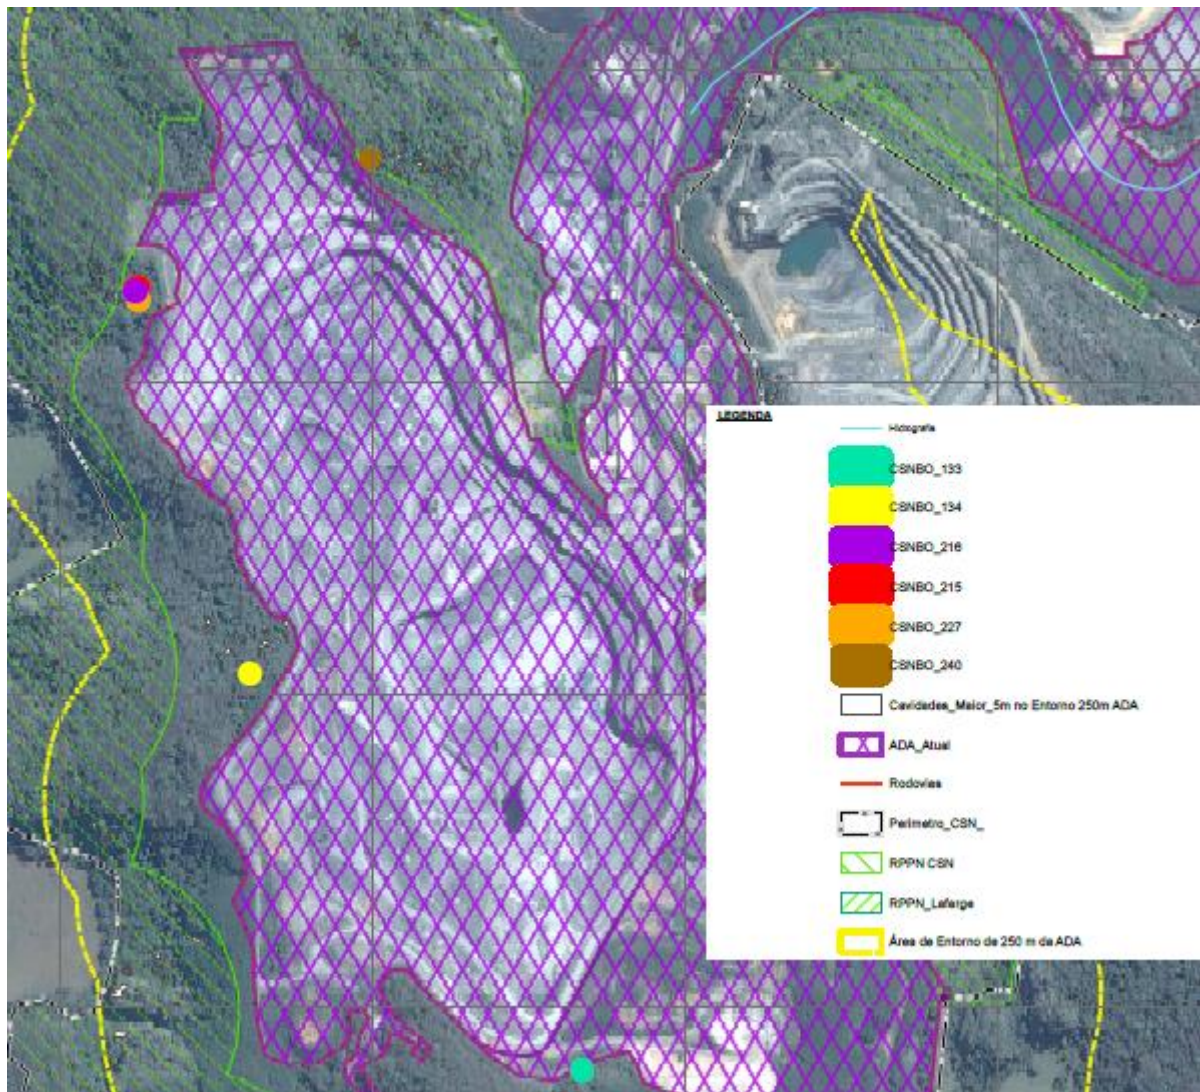 LEGENDA
Hidrografia
CSNBO_133
CSNBO_134
CSNBO_216
CSNBO_215
CSNBO_227
CSNBO_240
Cavidades_Maior_5m no Entorno 250m ADA
ADA_Atual
Rodovias
Perimetro_CSN_
RPPN CSN
RPPN_Lafarge
Área de Entorno de 250 m da ADA